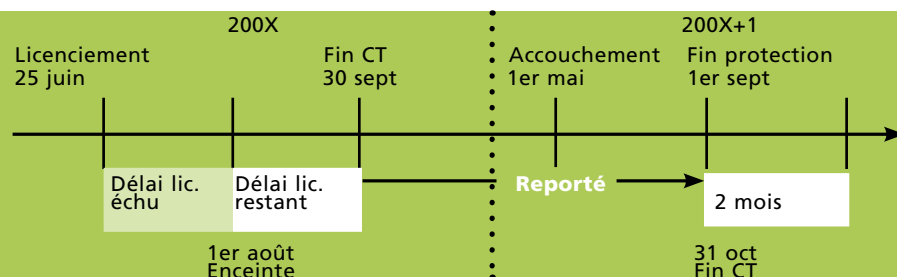 200X
200X+1
Licenciement
25 juin
Fin CT
30 sept
Accouchement
1er mai
Fin protection
1er sept
Délai lic.
échu
Délai lic.
restant
Reporté
2 mois
1er août
Enceinte
31 oct
Fin CT